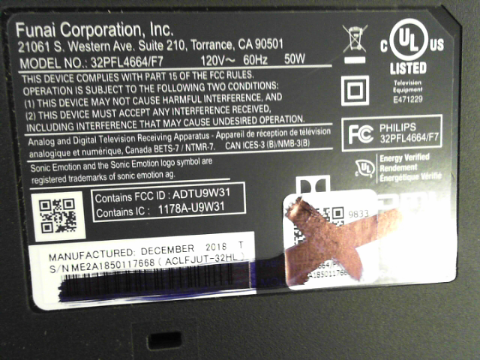 Funai Corporation, Inc.
21061 S. Western Ave. Suite 210, Torrance, CA 90501
MODEL NO.: 32PFL4664/F7 120V~ 60Hz 50W
THIS DEVICE COMPLIES WITH PART 15 OF THE FCC RULES.
OPERATION IS SUBJECT TO THE FOLLOWING TWO CONDITIONS:
(1) THIS DEVICE MAY NOT CAUSE HARMFUL INTERFERENCE, AND
(2) THIS DEVICE MUST ACCEPT ANY INTERFERENCE RECEIVED,
INCLUDING INTERFERENCE THAT MAY CAUSE UNDESIRED OPERATION.
Analog and Digital Television Receiving Apparatus - Appareil de réception de télévision
analogique et numérique, Canada BETS-7 / NTMR-7. CAN ICES-3 (B)/NMB-3(B)
Sonic Emotion and the Sonic Emotion logo symbol are
registered trademarks of sonic emotion ag.
Contains FCC ID : ADTU9W31
Contains IC : 1178A-U9W31
MANUFACTURED: DECEMBER 2018 T
S/N ME2A1850117668 ( ACLFJUT-32HL )
C UL US
LISTED
Television
Equipment
E471229
FC PHILIPS
32PFL4664/F7
Energy Verified
Rendement
Énergétique Vérifié
9833